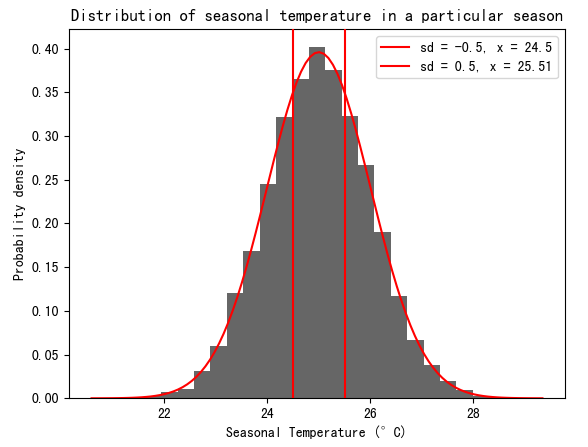 Distribution of seasonal temperature in a particular season
sd = -0.5, x = 24.5
sd = 0.5, x = 25.51
0.40
0.35
0.30
0.25
0.20
0.15
0.10
0.05
0.00
Probability density
22 24 26 28
Seasonal Temperature (°C)